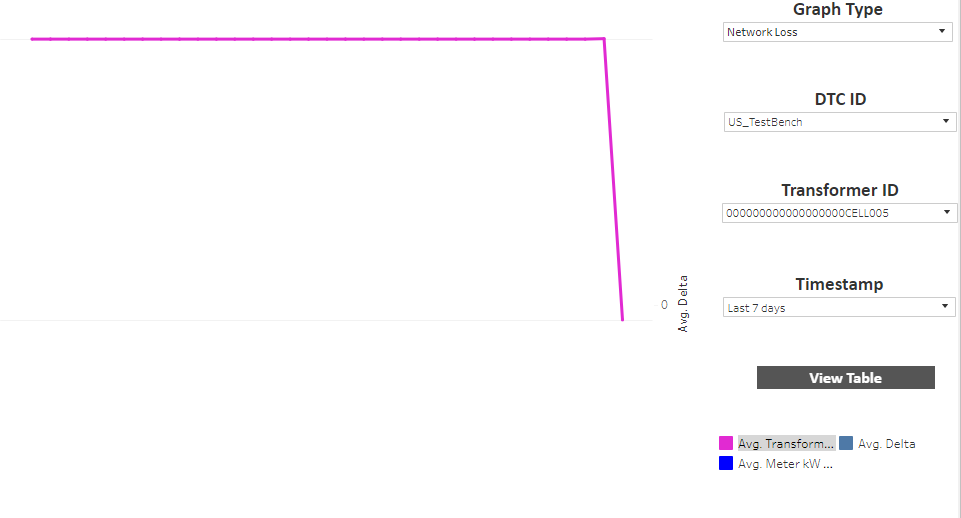 Graph Type
Network Loss
DTC ID
US_TestBench
Transformer ID
000000000000000000CELL005
Timestamp
0
Avg. Delta
Last 7 days
View Table
Avg. Transform... Avg. Delta
Avg. Meter kW ...